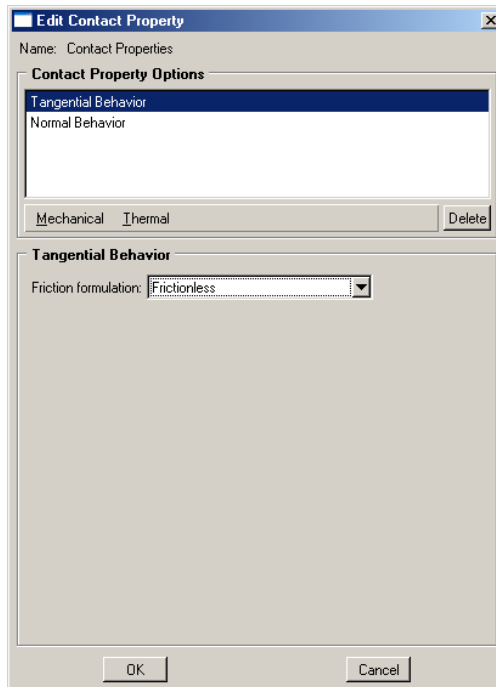 Edit Contact Property
Name: Contact Properties
Contact Property Options
Tangential Behavior
Normal Behavior
Mechanical Thermal Delete
Tangential Behavior
Friction formulation: Frictionless
OK Cancel